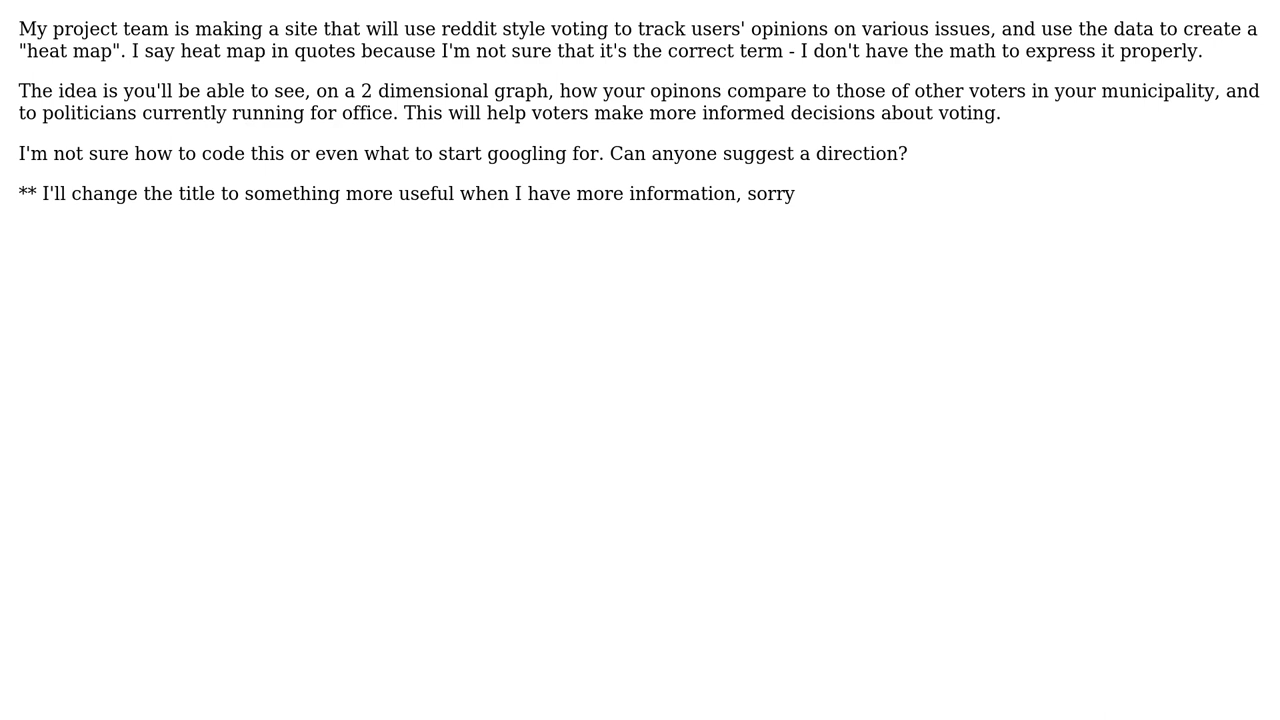 My project team is making a site that will use reddit style voting to track users' opinions on various issues, and use the data to create a
"heat map". I say heat map in quotes because I'm not sure that it's the correct term - I don't have the math to express it properly.
The idea is you'll be able to see, on a 2 dimensional graph, how your opinons compare to those of other voters in your municipality, and
to politicians currently running for office. This will help voters make more informed decisions about voting.
I'm not sure how to code this or even what to start googling for. Can anyone suggest a direction?
** I'll change the title to something more useful when I have more information, sorry